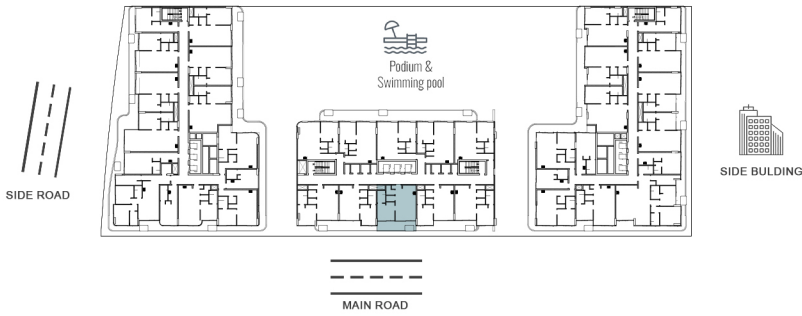 Podium &
Swimming pool
SIDE ROAD
SIDE BULDING
MAIN ROAD